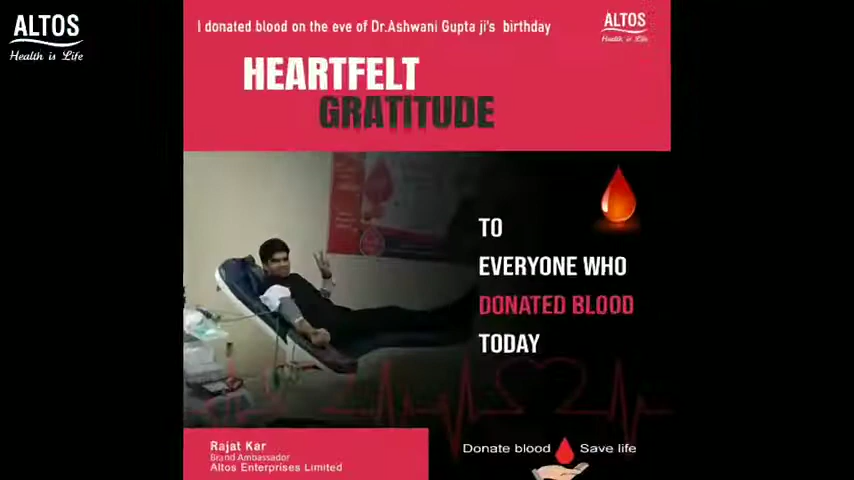 ALTOS
Health is Life
I donated blood on the eve of Dr.Ashwani Gupta ji's birthday
ALTOS
Health is Life
HEARTFELT
GRATITUDE
TO
EVERYONE WHO
DONATED BLOOD
TODAY
Rajat Kar
Brand Ambassador
Altos Enterprises Limited
Donate blood Save life